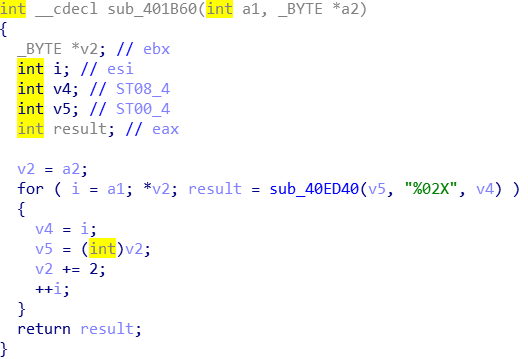 int __cdecl sub_401B60(int a1, _BYTE *a2)
{
  _BYTE *v2; // ebx
  int i; // esi
  int v4; // ST08_4
  int v5; // ST00_4
  int result; // eax

  v2 = a2;
  for ( i = a1; *v2; result = sub_40ED40(v5, "%02X", v4) )
  {
    v4 = i;
    v5 = (int)v2;
    v2 += 2;
    ++i;
  }
  return result;
}